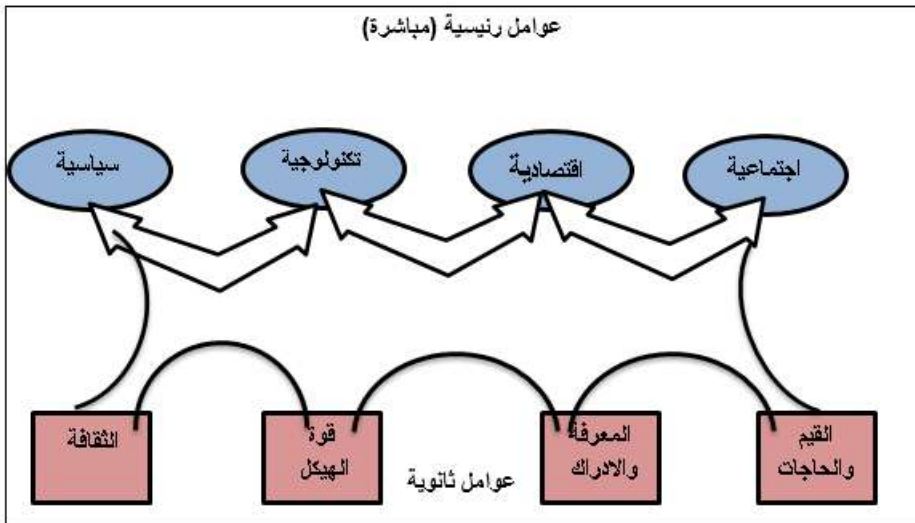 عوامل رئيسية (مباشرة)
اجتماعية
اقتصادية
تكنولوجية
سياسية
القيم
والحاجات
المعرفة
والادراك
قوة
الهيكل
الثقافة
عوامل ثانوية